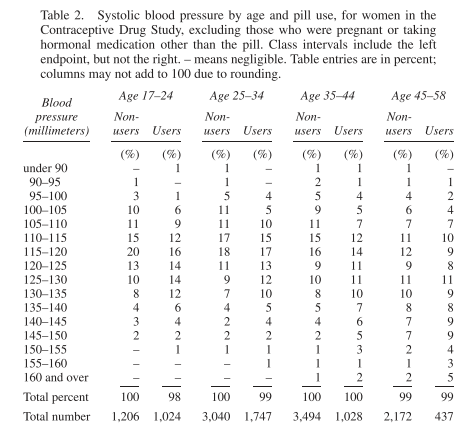 Table 2. Systolic blood pressure by age and pill use, for women in the
Contraceptive Drug Study, excluding those who were pregnant or taking
hormonal medication other than the pill. Class intervals include the left
endpoint, but not the right. – means negligible. Table entries are in percent;
columns may not add to 100 due to rounding.
Blood pressure (millimeters) Age 17–24 Age 25–34 Age 35–44 Age 45–58
Non-users Users Non-users Users Non-users Users Non-users Users
(%) (%) (%) (%) (%) (%) (%) (%)
under 90 – 1 1 – 1 1 1 –
90–95 1 – 1 – 2 1 1 1
95–100 3 1 5 4 5 4 4 2
100–105 10 6 11 5 9 5 6 4
105–110 11 9 11 10 11 7 7 7
110–115 15 12 17 15 15 12 11 10
115–120 20 16 18 17 16 14 12 9
120–125 13 14 11 13 9 11 9 8
125–130 10 14 9 12 10 11 11 11
130–135 8 12 7 10 8 10 10 9
135–140 4 6 4 5 5 7 8 8
140–145 3 4 2 4 4 6 7 9
145–150 2 2 2 2 2 5 7 9
150–155 – 1 1 1 1 3 2 4
155–160 – – – 1 1 1 1 3
160 and over – – – – 1 2 2 5
Total percent 100 98 100 99 100 100 99 99
Total number 1,206 1,024 3,040 1,747 3,494 1,028 2,172 437